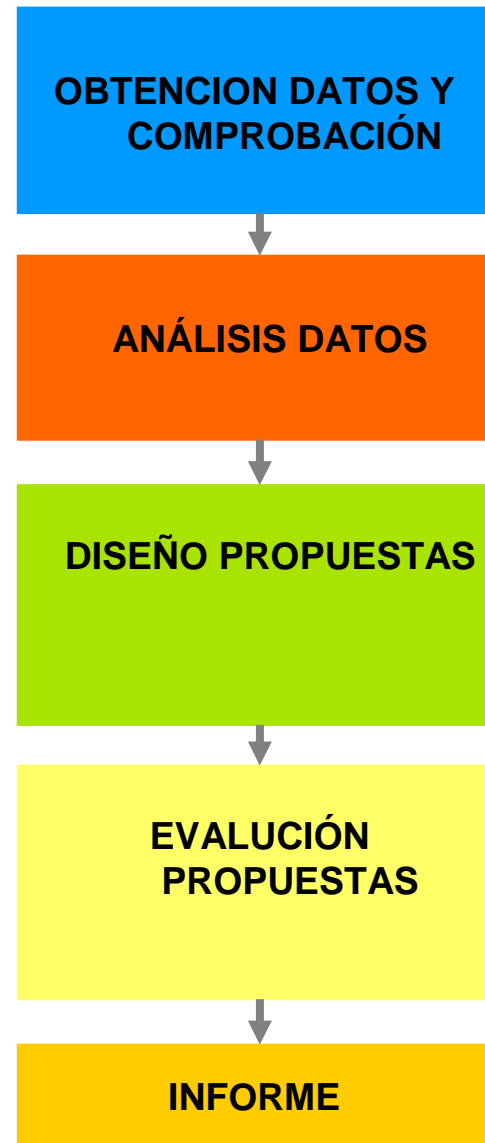 OBTENCION DATOS Y
COMPROBACIÓN
ANÁLISIS DATOS
DISEÑO PROPUESTAS
EVALUCIÓN
PROPUESTAS
INFORME